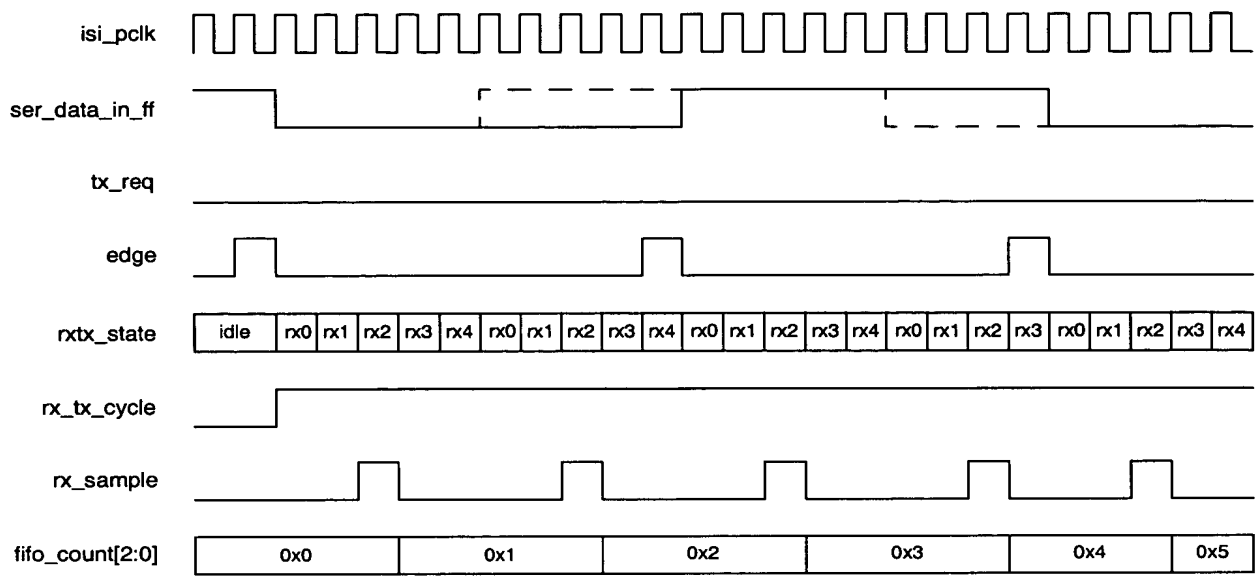 isi_pclk
ser_data_in_ff
tx_req
edge
rxtx_state idle rx0 rx1 rx2 rx3 rx4 rx0 rx1 rx2 rx3 rx4 rx0 rx1 rx2 rx3 rx4 rx0 rx1 rx2 rx3 rx0 rx1 rx2 rx3 rx4
rx_tx_cycle
rx_sample
fifo_count[2:0] 0x0 0x1 0x2 0x3 0x4 0x5